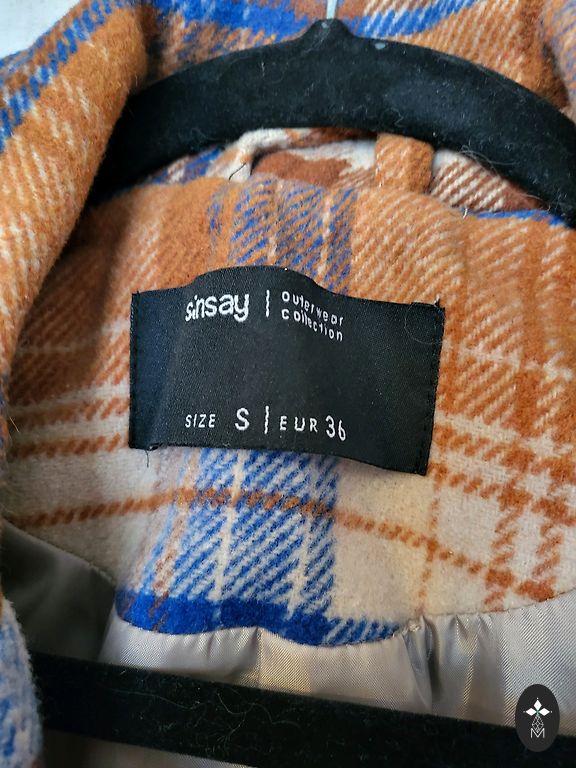 sinsay | outerwear
collection
SIZE S | EUR 36
M